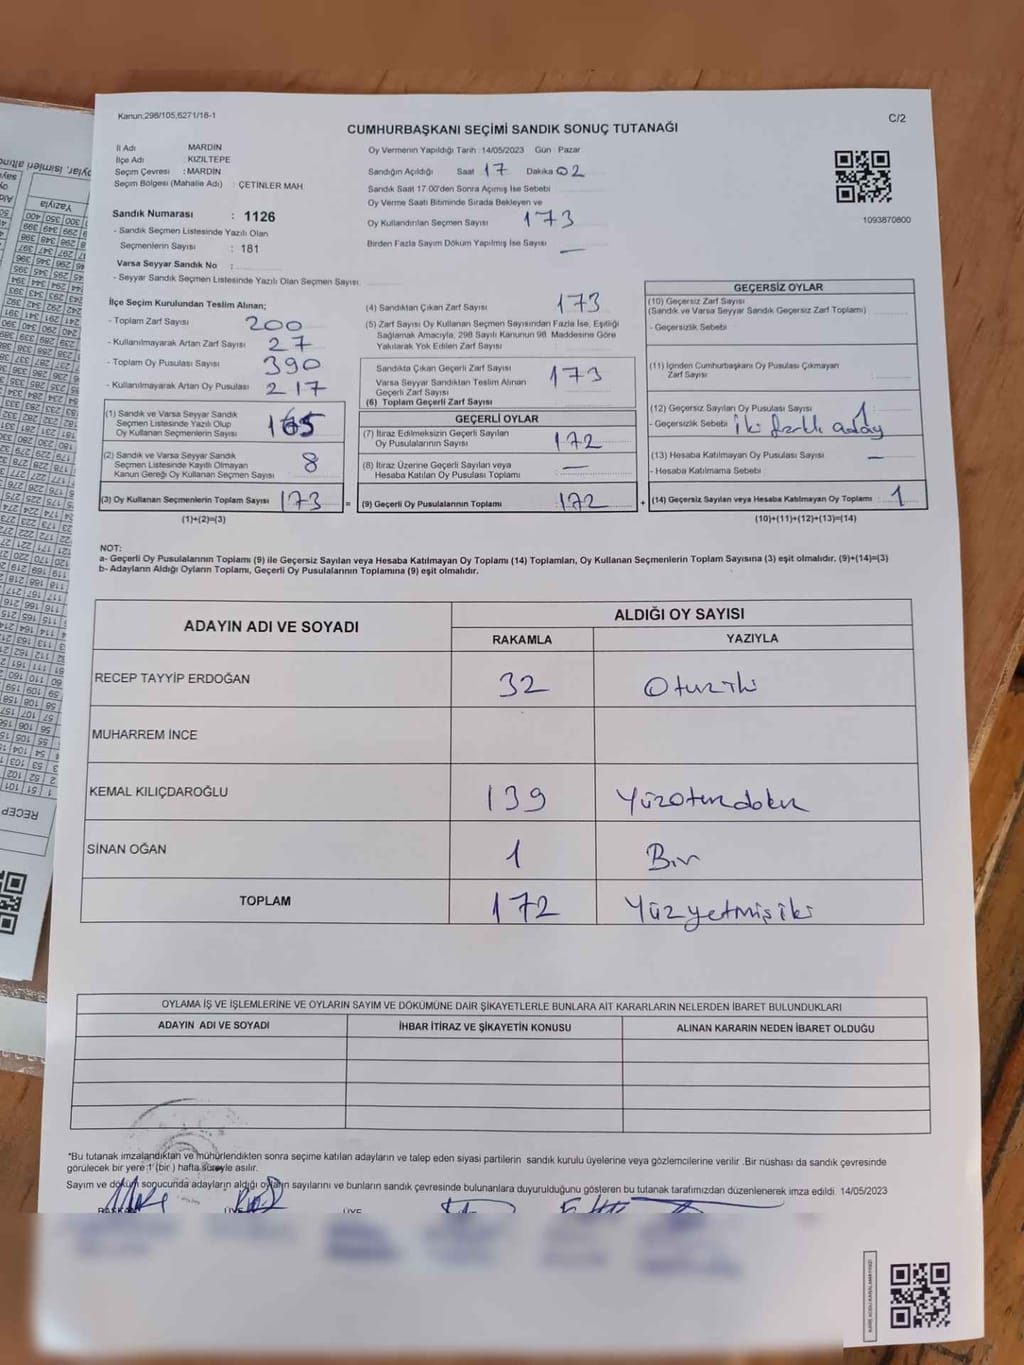 Kanun,298/105,6271/16-1
C/2
CUMHURBAŞKANI SEÇİMİ SANDIK SONUÇ TUTANAĞI
İl Adı MARDİN
İlçe Adı KIZILTEPE
Seçim Çevresi : MARDİN
Seçim Bölgesi (Mahalle Adı) : ÇETİNLER MAH.
Sandık Numarası : 1126
- Sandık Seçmen Listesinde Yazılı Olan
Seçmenlerin Sayısı : 181
Varsa Seyyar Sandık No :
- Seyyar Sandık Seçmen Listesinde Yazılı Olan Seçmen Sayısı:
Oy Vermenin Yapıldığı Tarih : 14/05/2023 Gün : Pazar
Sandığın Açıldığı Saat 17 Dakika 02
Sandık Saat 17:00'den Sonra Açımış İse Sebebi
Oy Verme Saati Bitiminde Sırada Bekleyen ve
Oy Kullandırılan Seçmen Sayısı 173
Birden Fazla Sayım Döküm Yapılmış İse Sayısı —
1093870800
İlçe Seçim Kurulundan Teslim Alınan;
- Toplam Zarf Sayısı 200
- Kullanılmayarak Artan Zarf Sayısı 27
- Toplam Oy Pusulası Sayısı 390
- Kullanılmayarak Artan Oy Pusulası 217
(1) Sandık ve Varsa Seyyar Sandık
Seçmen Listesinde Yazılı Olup
Oy Kullanan Seçmenlerin Sayısı 165
(2) Sandık ve Varsa Seyyar Sandık
Seçmen Listesinde Kayıtlı Olmayan
Kanun Gereği Oy Kullanan Seçmen Sayısı 8
(3) Oy Kullanan Seçmenlerin Toplam Sayısı 173 =
(1)+(2)=(3)
(4) Sandıktan Çıkan Zarf Sayısı 173
(5) Zarf Sayısı Oy Kullanan Seçmen Sayısından Fazla İse, Eşitliği
Sağlamak Amacıyla, 298 Sayılı Kanunun 98. Maddesine Göre
Yakılarak Yok Edilen Zarf Sayısı
Sandıkta Çıkan Geçerli Zarf Sayısı
Varsa Seyyar Sandıktan Teslim Alınan
Geçerli Zarf Sayısı 173
(6) Toplam Geçerli Zarf Sayısı
GEÇERLİ OYLAR
(7) İtiraz Edilmeksizin Geçerli Sayılan
Oy Pusulalarının Sayısı 172
(8) İtiraz Üzerine Geçerli Sayılan veya
Hesaba Katılan Oy Pusulaları Toplamı —
(9) Geçerli Oy Pusulalarının Toplamı 172 +
GEÇERSİZ OYLAR
(10) Geçersiz Zarf Sayısı
(Sandık ve Varsa Seyyar Sandık Geçersiz Zarf Toplamı)
- Geçersizlik Sebebi
(11) İçinden Cumhurbaşkanı Oy Pusulası Çıkmayan
Zarf Sayısı
(12) Geçersiz Sayılan Oy Pusulası Sayısı : 1
- Geçersizlik Sebebi : iki farklı aday
(13) Hesaba Katılmayan Oy Pusulası Sayısı : —
- Hesaba Katılmama Sebebi
(14) Geçersiz Sayılan veya Hesaba Katılmayan Oy Toplamı : 1
(10)+(11)+(12)+(13)=(14)
NOT:
a- Geçerli Oy Pusulalarının Toplamı (9) ile Geçersiz Sayılan veya Hesaba Katılmayan Oy Toplamı (14) Toplamları, Oy Kullanan Seçmenlerin Toplam Sayısına (3) eşit olmalıdır. (9)+(14)=(3)
b- Adayların Aldığı Oyların Toplamı, Geçerli Oy Pusulalarının Toplamına (9) eşit olmalıdır.
ADAYIN ADI VE SOYADI
ALDIĞI OY SAYISI
RAKAMLA YAZIYLA
RECEP TAYYİP ERDOĞAN 32 Otuziki
MUHARREM İNCE
KEMAL KILIÇDAROĞLU 139 Yüzotuzdokuz
SİNAN OĞAN 1 Bir
TOPLAM 172 Yüzyetmişiki
OYLAMA İŞ VE İŞLEMLERİNE VE OYLARIN SAYIM VE DÖKÜMÜNE DAİR ŞİKAYETLERLE BUNLARA AİT KARARLARIN NELERDEN İBARET BULUNDUKLARI
ADAYIN ADI VE SOYADI İHBAR İTİRAZ VE ŞİKAYETİN KONUSU ALINAN KARARIN NEDEN İBARET OLDUĞU
*Bu tutanak imzalandıktan ve mühürlendikten sonra seçime katılan adayların ve talep eden siyasi partilerin sandık kurulu üyelerine veya gözlemcilerine verilir .Bir nüshası da sandık çevresinde
görülecek bir yere 1 (bir ) hafta süreyle asılır.
Sayım ve döküm sonucunda adayların aldığı oyların sayılarını ve bunların sandık çevresinde bulunanlara duyurulduğunu gösteren bu tutanak tarafımızdan düzenlenerek imza edildi. 14/05/2023
BAŞKAN ÜYE ÜYE